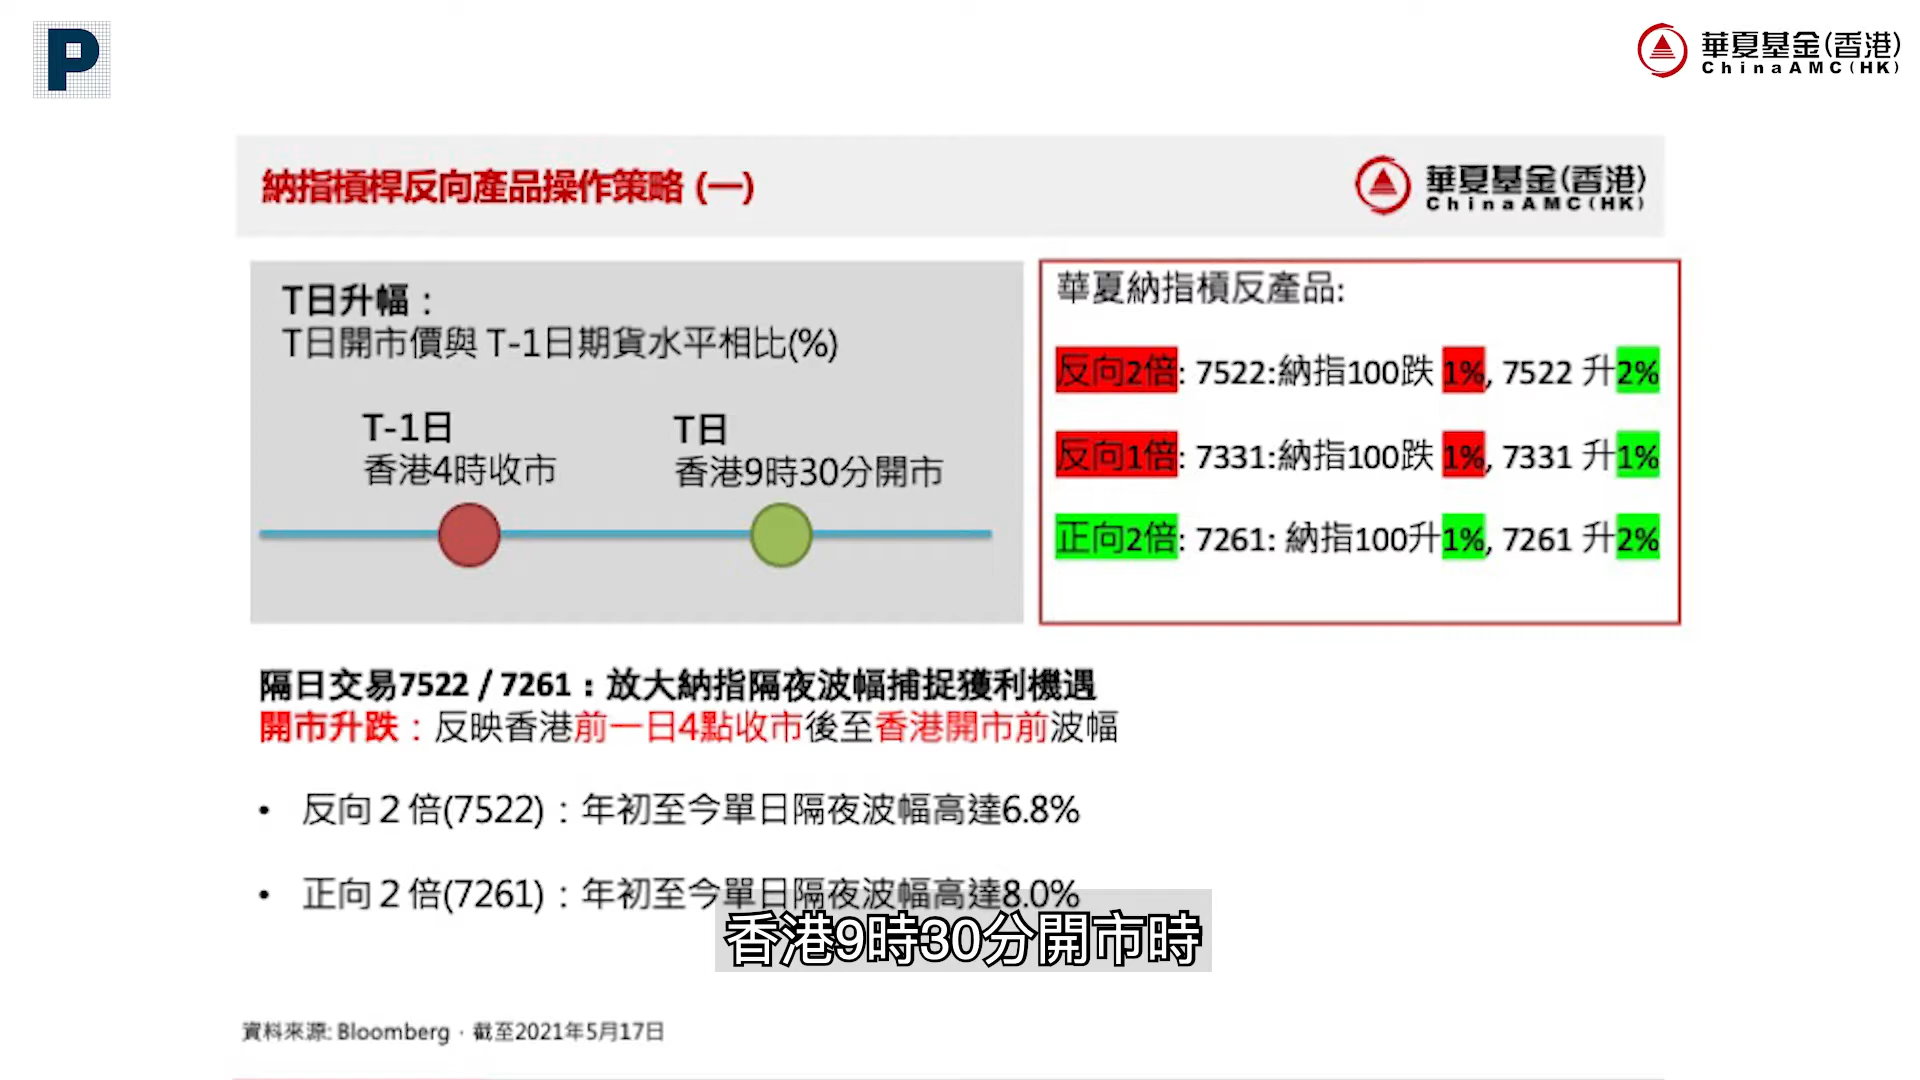 P
華夏基金(香港)
ChinaAMC(HK)
納指槓桿反向產品操作策略 (一)
華夏基金(香港)
ChinaAMC(HK)
T日升幅：
T日開市價與 T-1日期貨水平相比(%)
T-1日
香港4時收市
T日
香港9時30分開市
華夏納指槓反產品:
反向2倍: 7522:納指100跌 1%, 7522 升2%
反向1倍: 7331:納指100跌 1%, 7331 升1%
正向2倍: 7261: 納指100升1%, 7261 升2%
隔日交易7522 / 7261：放大納指隔夜波幅捕捉獲利機遇
開市升跌：反映香港前一日4點收市後至香港開市前波幅
• 反向 2 倍(7522)：年初至今單日隔夜波幅高達6.8%
• 正向 2 倍(7261)：年初至今單日隔夜波幅高達8.0%
香港9時30分開市時
資料來源: Bloomberg，截至2021年5月17日